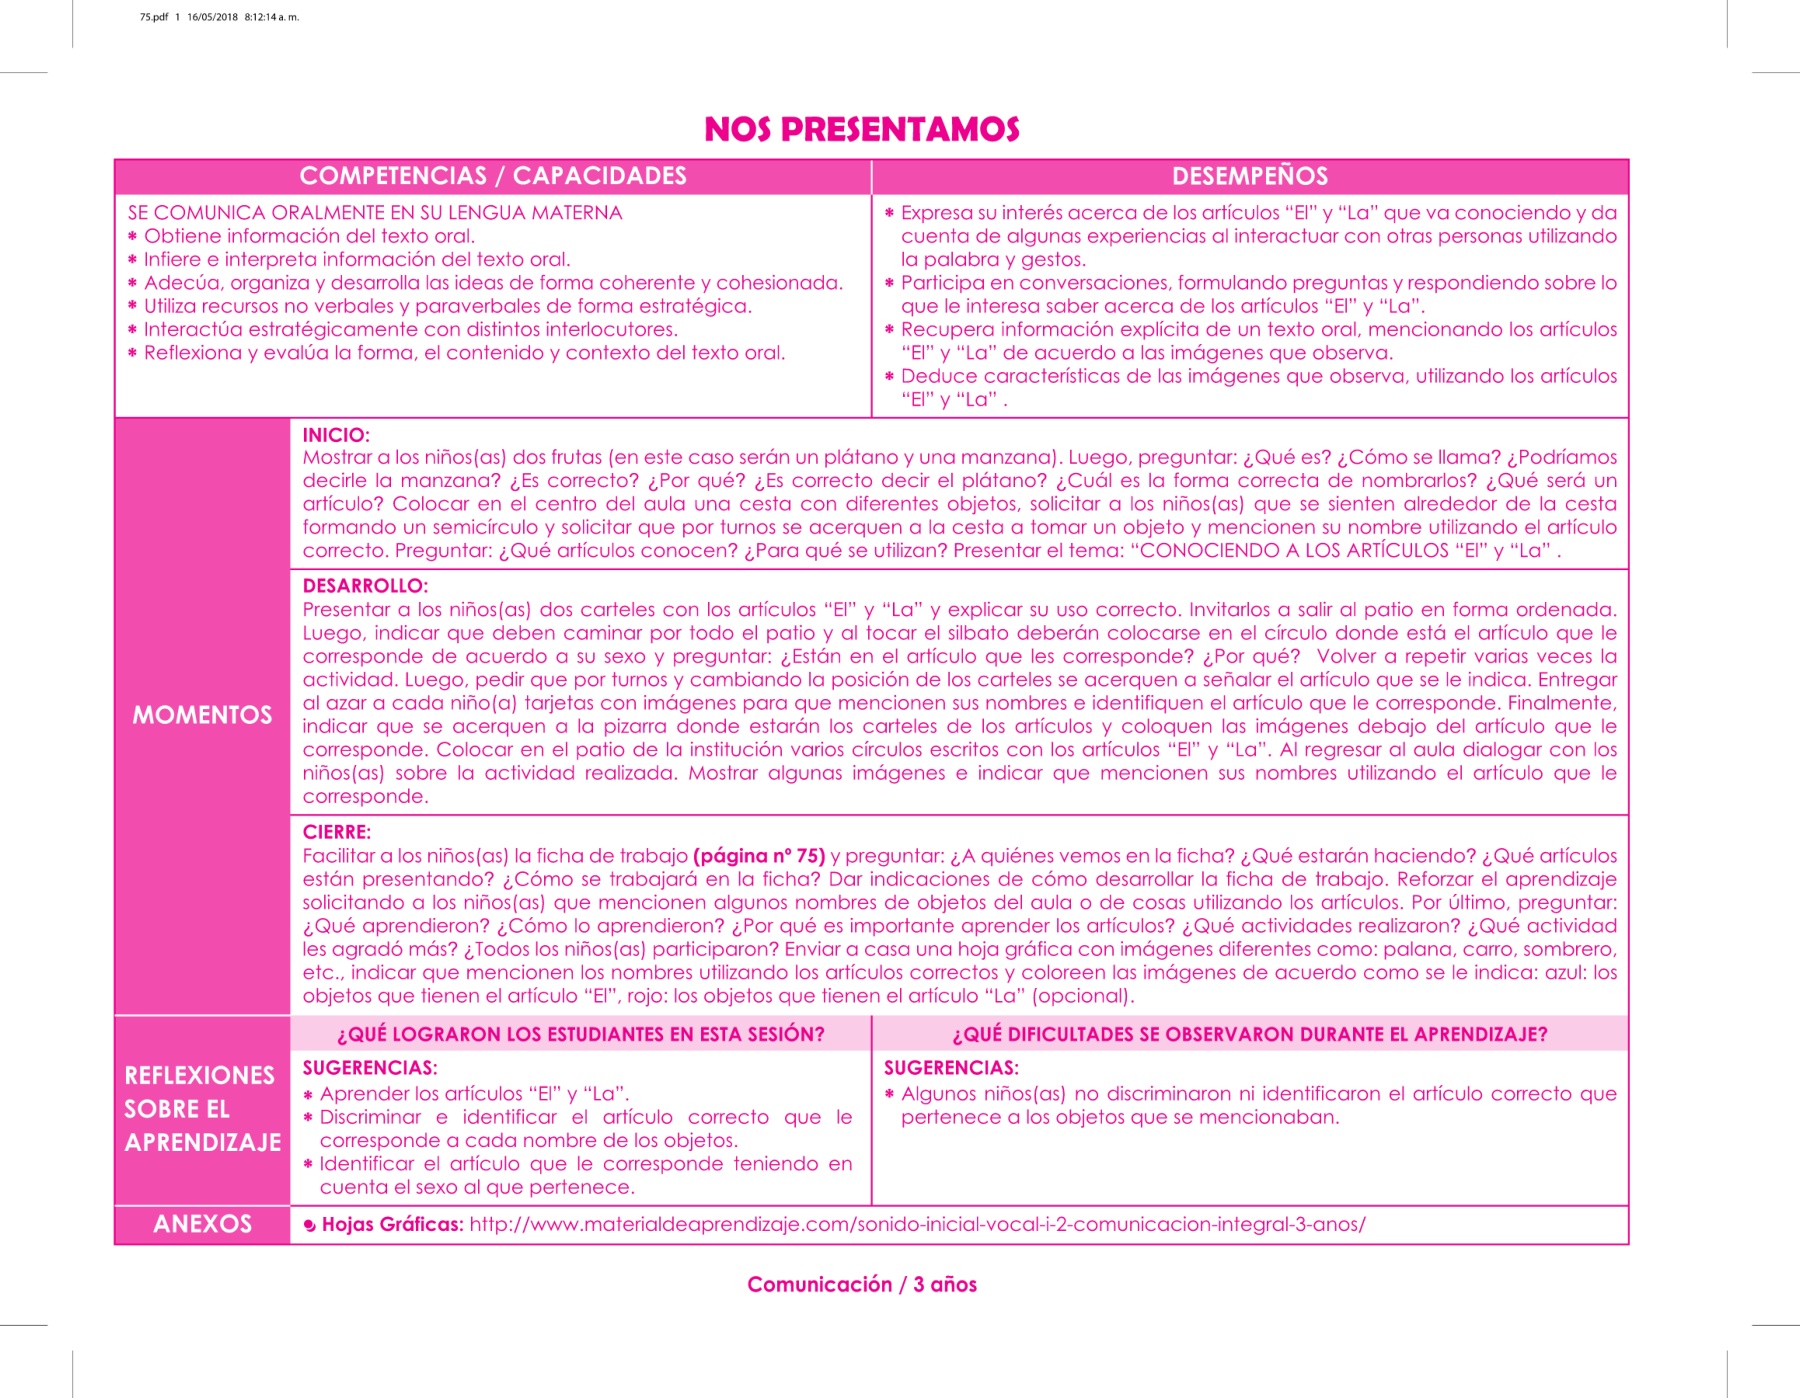 75.pdf 1 16/05/2018 8:12:14 a. m.
NOS PRESENTAMOS
COMPETENCIAS / CAPACIDADES
SE COMUNICA ORALMENTE EN SU LENGUA MATERNA
* Obtiene información del texto oral.
* Infiere e interpreta información del texto oral.
* Adecúa, organiza y desarrolla las ideas de forma coherente y cohesionada.
* Utiliza recursos no verbales y paraverbales de forma estratégica.
* Interactúa estratégicamente con distintos interlocutores.
* Reflexiona y evalúa la forma, el contenido y contexto del texto oral.
DESEMPEÑOS
* Expresa su interés acerca de los artículos “El” y “La” que va conociendo y da
cuenta de algunas experiencias al interactuar con otras personas utilizando
la palabra y gestos.
* Participa en conversaciones, formulando preguntas y respondiendo sobre lo
que le interesa saber acerca de los artículos “El” y “La”.
* Recupera información explícita de un texto oral, mencionando los artículos
“El” y “La” de acuerdo a las imágenes que observa.
* Deduce características de las imágenes que observa, utilizando los artículos
“El” y “La” .
MOMENTOS
INICIO:
Mostrar a los niños(as) dos frutas (en este caso serán un plátano y una manzana). Luego, preguntar: ¿Qué es? ¿Cómo se llama? ¿Podríamos
decirle la manzana? ¿Es correcto? ¿Por qué? ¿Es correcto decir el plátano? ¿Cuál es la forma correcta de nombrarlos? ¿Qué será un
artículo? Colocar en el centro del aula una cesta con diferentes objetos, solicitar a los niños(as) que se sienten alrededor de la cesta
formando un semicírculo y solicitar que por turnos se acerquen a la cesta a tomar un objeto y mencionen su nombre utilizando el artículo
correcto. Preguntar: ¿Qué artículos conocen? ¿Para qué se utilizan? Presentar el tema: “CONOCIENDO A LOS ARTÍCULOS “El” y “La” .
DESARROLLO:
Presentar a los niños(as) dos carteles con los artículos “El” y “La” y explicar su uso correcto. Invitarlos a salir al patio en forma ordenada.
Luego, indicar que deben caminar por todo el patio y al tocar el silbato deberán colocarse en el círculo donde está el artículo que le
corresponde de acuerdo a su sexo y preguntar: ¿Están en el artículo que les corresponde? ¿Por qué? Volver a repetir varias veces la
actividad. Luego, pedir que por turnos y cambiando la posición de los carteles se acerquen a señalar el artículo que se le indica. Entregar
al azar a cada niño(a) tarjetas con imágenes para que mencionen sus nombres e identifiquen el artículo que le corresponde. Finalmente,
indicar que se acerquen a la pizarra donde estarán los carteles de los artículos y coloquen las imágenes debajo del artículo que le
corresponde. Colocar en el patio de la institución varios círculos escritos con los artículos “El” y “La”. Al regresar al aula dialogar con los
niños(as) sobre la actividad realizada. Mostrar algunas imágenes e indicar que mencionen sus nombres utilizando el artículo que le
corresponde.
CIERRE:
Facilitar a los niños(as) la ficha de trabajo (página nº 75) y preguntar: ¿A quiénes vemos en la ficha? ¿Qué estarán haciendo? ¿Qué artículos
están presentando? ¿Cómo se trabajará en la ficha? Dar indicaciones de cómo desarrollar la ficha de trabajo. Reforzar el aprendizaje
solicitando a los niños(as) que mencionen algunos nombres de objetos del aula o de cosas utilizando los artículos. Por último, preguntar:
¿Qué aprendieron? ¿Cómo lo aprendieron? ¿Por qué es importante aprender los artículos? ¿Qué actividades realizaron? ¿Qué actividad
les agradó más? ¿Todos los niños(as) participaron? Enviar a casa una hoja gráfica con imágenes diferentes como: palana, carro, sombrero,
etc., indicar que mencionen los nombres utilizando los artículos correctos y coloreen las imágenes de acuerdo como se le indica: azul: los
objetos que tienen el artículo “El”, rojo: los objetos que tienen el artículo “La” (opcional).
REFLEXIONES
SOBRE EL
APRENDIZAJE
¿QUÉ LOGRARON LOS ESTUDIANTES EN ESTA SESIÓN?
SUGERENCIAS:
* Aprender los artículos “El” y “La”.
* Discriminar e identificar el artículo correcto que le
corresponde a cada nombre de los objetos.
* Identificar el artículo que le corresponde teniendo en
cuenta el sexo al que pertenece.
¿QUÉ DIFICULTADES SE OBSERVARON DURANTE EL APRENDIZAJE?
SUGERENCIAS:
* Algunos niños(as) no discriminaron ni identificaron el artículo correcto que
pertenece a los objetos que se mencionaban.
ANEXOS
Hojas Gráficas: http://www.materialdeaprendizaje.com/sonido-inicial-vocal-i-2-comunicacion-integral-3-anos/
Comunicación / 3 años